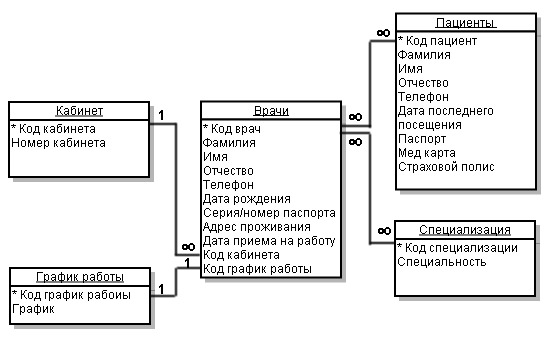 Кабинет
* Код кабинета
Номер кабинета
1
График работы
* Код график рабоиы
График
1
Врачи
* Код врач
Фамилия
Имя
Отчество
Телефон
Дата рождения
Серия/номер паспорта
Адрес проживания
Дата приема на работу
Код кабинета
Код график работы
∞
1
∞
∞
Пациенты
* Код пациент
Фамилия
Имя
Отчество
Телефон
Дата последнего
посещения
Паспорт
Мед карта
Страховой полис
∞
Специализация
* Код специализации
Специальность
∞